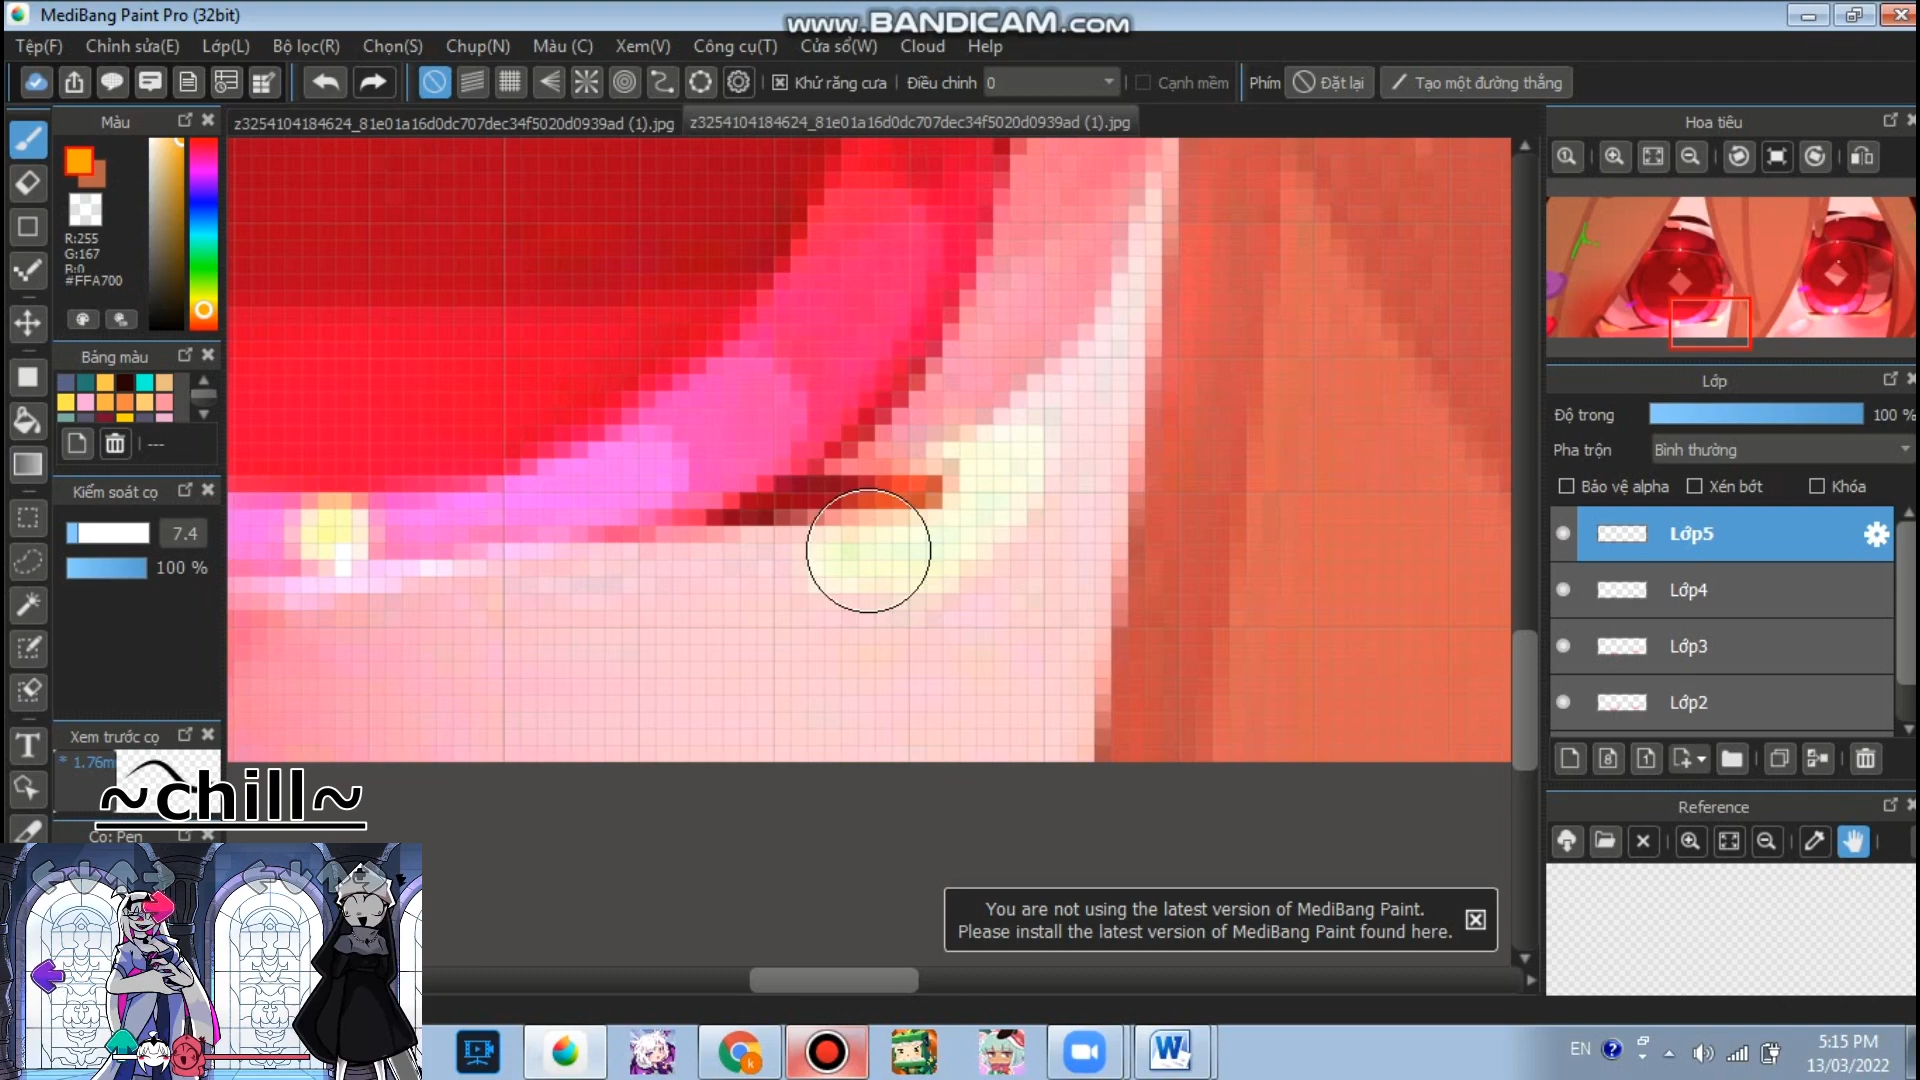 MediBang Paint Pro (32bit)
www.BANDICAM.com
Tệp(F) Chỉnh sửa(E) Lớp(L) Bộ lọc(R) Chọn(S) Chụp(N) Màu (C) Xem(V) Công cụ(T) Cửa sổ(W) Cloud Help
Khử răng cưa Điều chỉnh 0 Cạnh mềm Phím Đặt lại Tạo một đường thẳng
Màu
z3254104184624_81e01a16d0dc707dec34f5020d0939ad (1).jpg
z3254104184624_81e01a16d0dc707dec34f5020d0939ad (1).jpg
Hoa tiêu
R:255
G:167
B:0
#FFA700
Bảng màu
---
Kiểm soát cọ
7.4
100 %
Xem trước cọ
* 1.76m
~chill~
Cọ: Pen
Lớp
Độ trong 100 %
Pha trộn Bình thường
Bảo vệ alpha Xén bớt Khóa
Lớp5
Lớp4
Lớp3
Lớp2
Reference
You are not using the latest version of MediBang Paint.
Please install the latest version of MediBang Paint found here.
EN
5:15 PM
13/03/2022